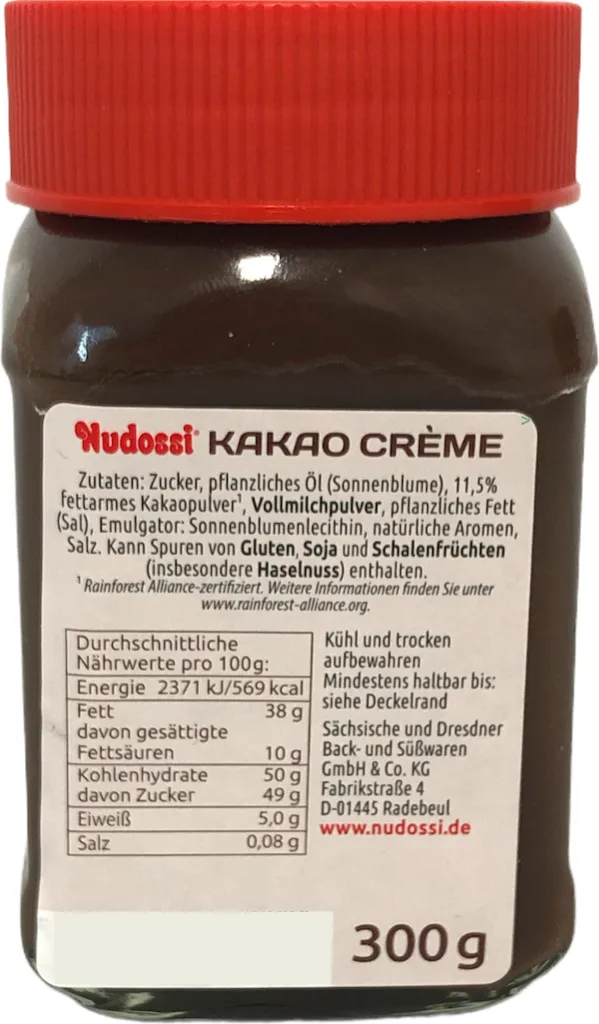 Nudossi® KAKAO CRÈME
Zutaten: Zucker, pflanzliches Öl (Sonnenblume), 11,5%
fettarmes Kakaopulver¹, Vollmilchpulver, pflanzliches Fett
(Sal), Emulgator: Sonnenblumenlecithin, natürliche Aromen,
Salz. Kann Spuren von Gluten, Soja und Schalenfrüchten
(insbesondere Haselnuss) enthalten.
¹ Rainforest Alliance-zertifiziert. Weitere Informationen finden Sie unter
www.rainforest-alliance.org.
Durchschnittliche
Nährwerte pro 100g:
Energie 2371 kJ/569 kcal
Fett 38 g
davon gesättigte
Fettsäuren 10 g
Kohlenhydrate 50 g
davon Zucker 49 g
Eiweiß 5,0 g
Salz 0,08 g
Kühl und trocken
aufbewahren
Mindestens haltbar bis:
siehe Deckelrand
Sächsische und Dresdner
Back- und Süßwaren
GmbH & Co. KG
Fabrikstraße 4
D-01445 Radebeul
www.nudossi.de
300 g